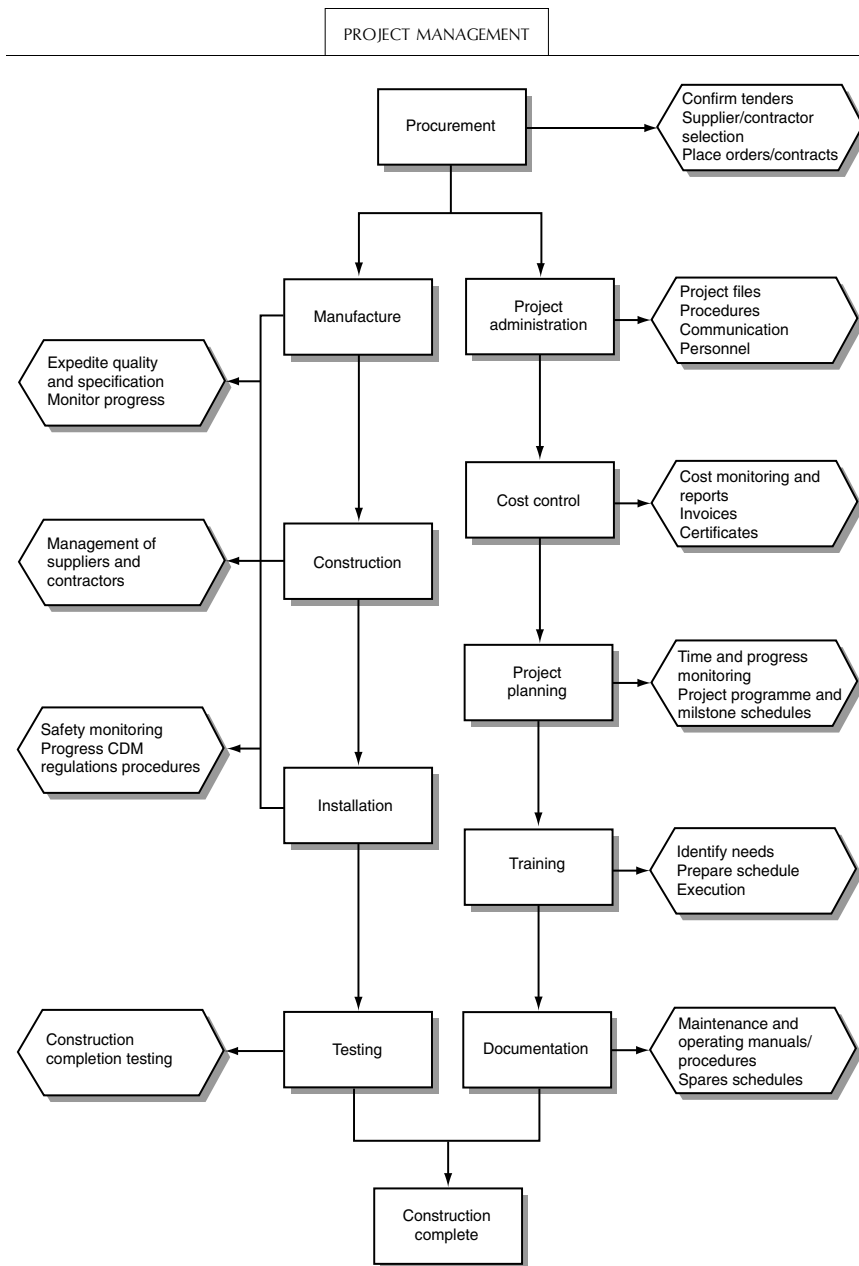 PROJECT MANAGEMENT
Procurement
Confirm tenders
Supplier/contractor
selection
Place orders/contracts
Manufacture
Project
administration
Project files
Procedures
Communication
Personnel
Expedite quality
and specification
Monitor progress
Cost control
Cost monitoring and
reports
Invoices
Certificates
Management of
suppliers and
contractors
Construction
Project
planning
Time and progress
monitoring
Project programme and
milstone schedules
Safety monitoring
Progress CDM
regulations procedures
Installation
Training
Identify needs
Prepare schedule
Execution
Construction
completion testing
Testing
Documentation
Maintenance and
operating manuals/
procedures
Spares schedules
Construction
complete